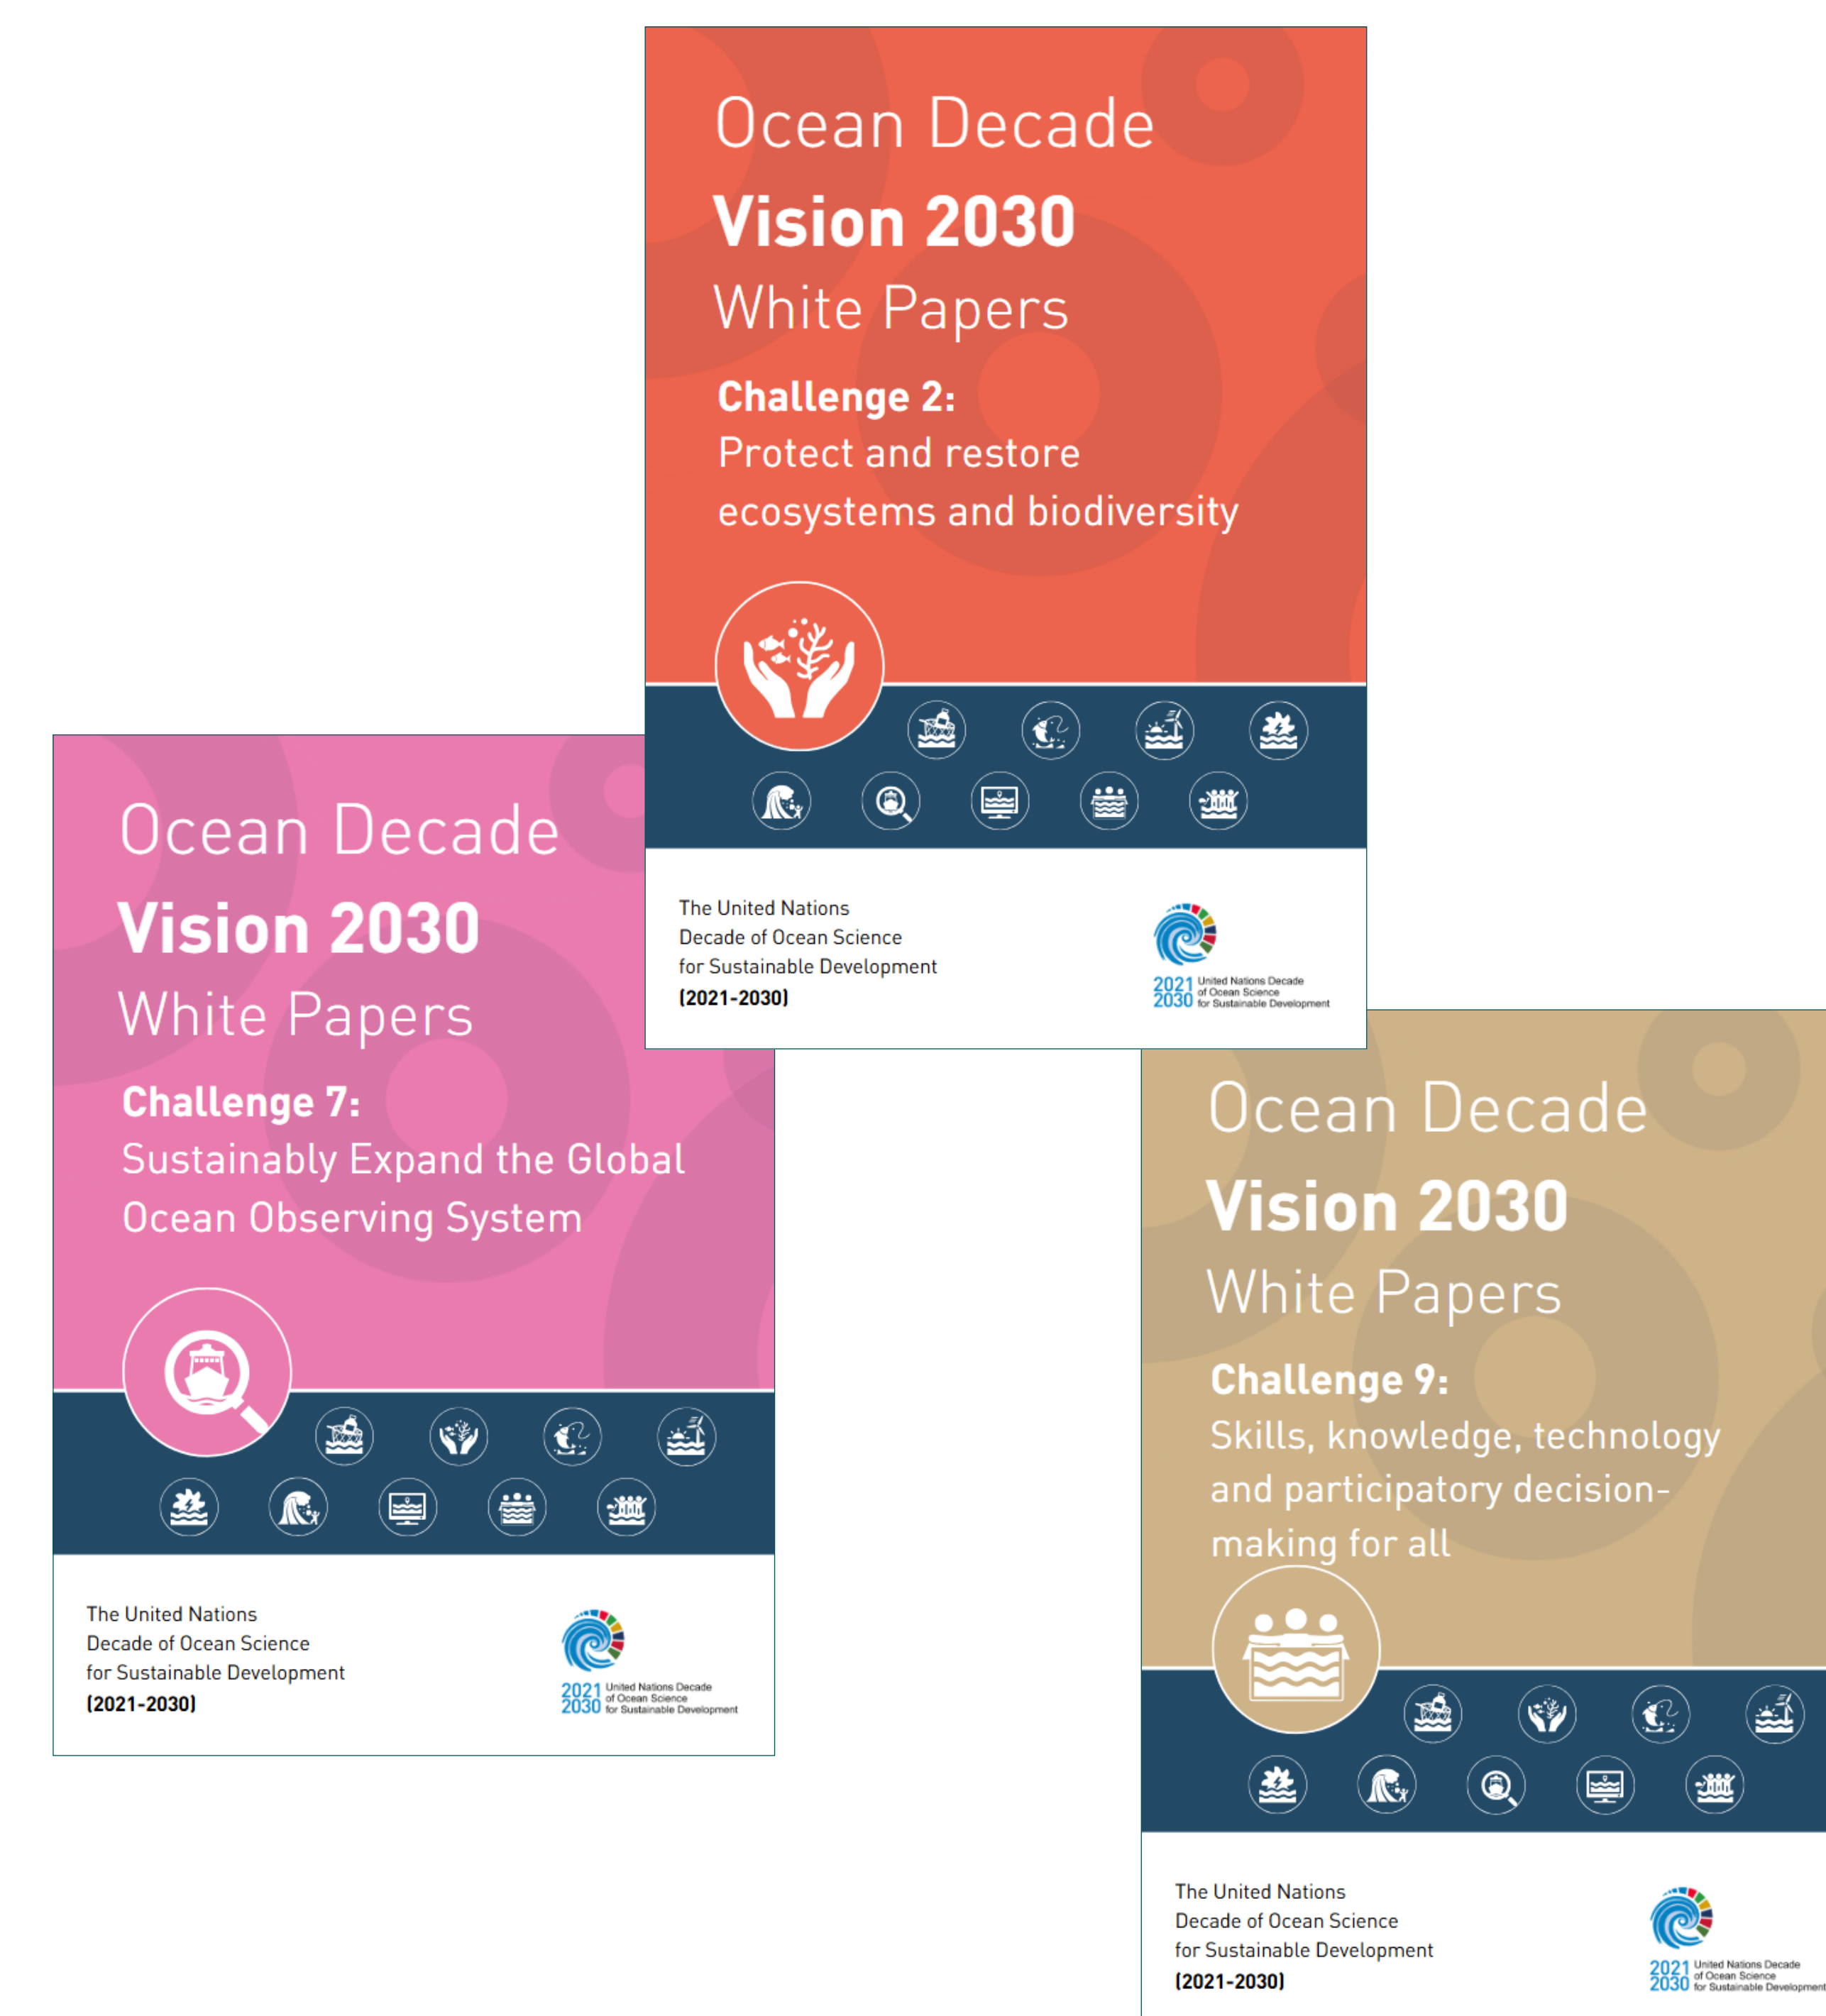 Ocean Decade
Vision 2030
White Papers
Challenge 2:
Protect and restore
ecosystems and biodiversity
The United Nations
Decade of Ocean Science
for Sustainable Development
(2021-2030)
2021 United Nations Decade
of Ocean Science
2030 for Sustainable Development
Ocean Decade
Vision 2030
White Papers
Challenge 7:
Sustainably Expand the Global
Ocean Observing System
The United Nations
Decade of Ocean Science
for Sustainable Development
(2021-2030)
2021 United Nations Decade
of Ocean Science
2030 for Sustainable Development
Ocean Decade
Vision 2030
White Papers
Challenge 9:
Skills, knowledge, technology
and participatory decision-
making for all
The United Nations
Decade of Ocean Science
for Sustainable Development
(2021-2030)
2021 United Nations Decade
of Ocean Science
2030 for Sustainable Development